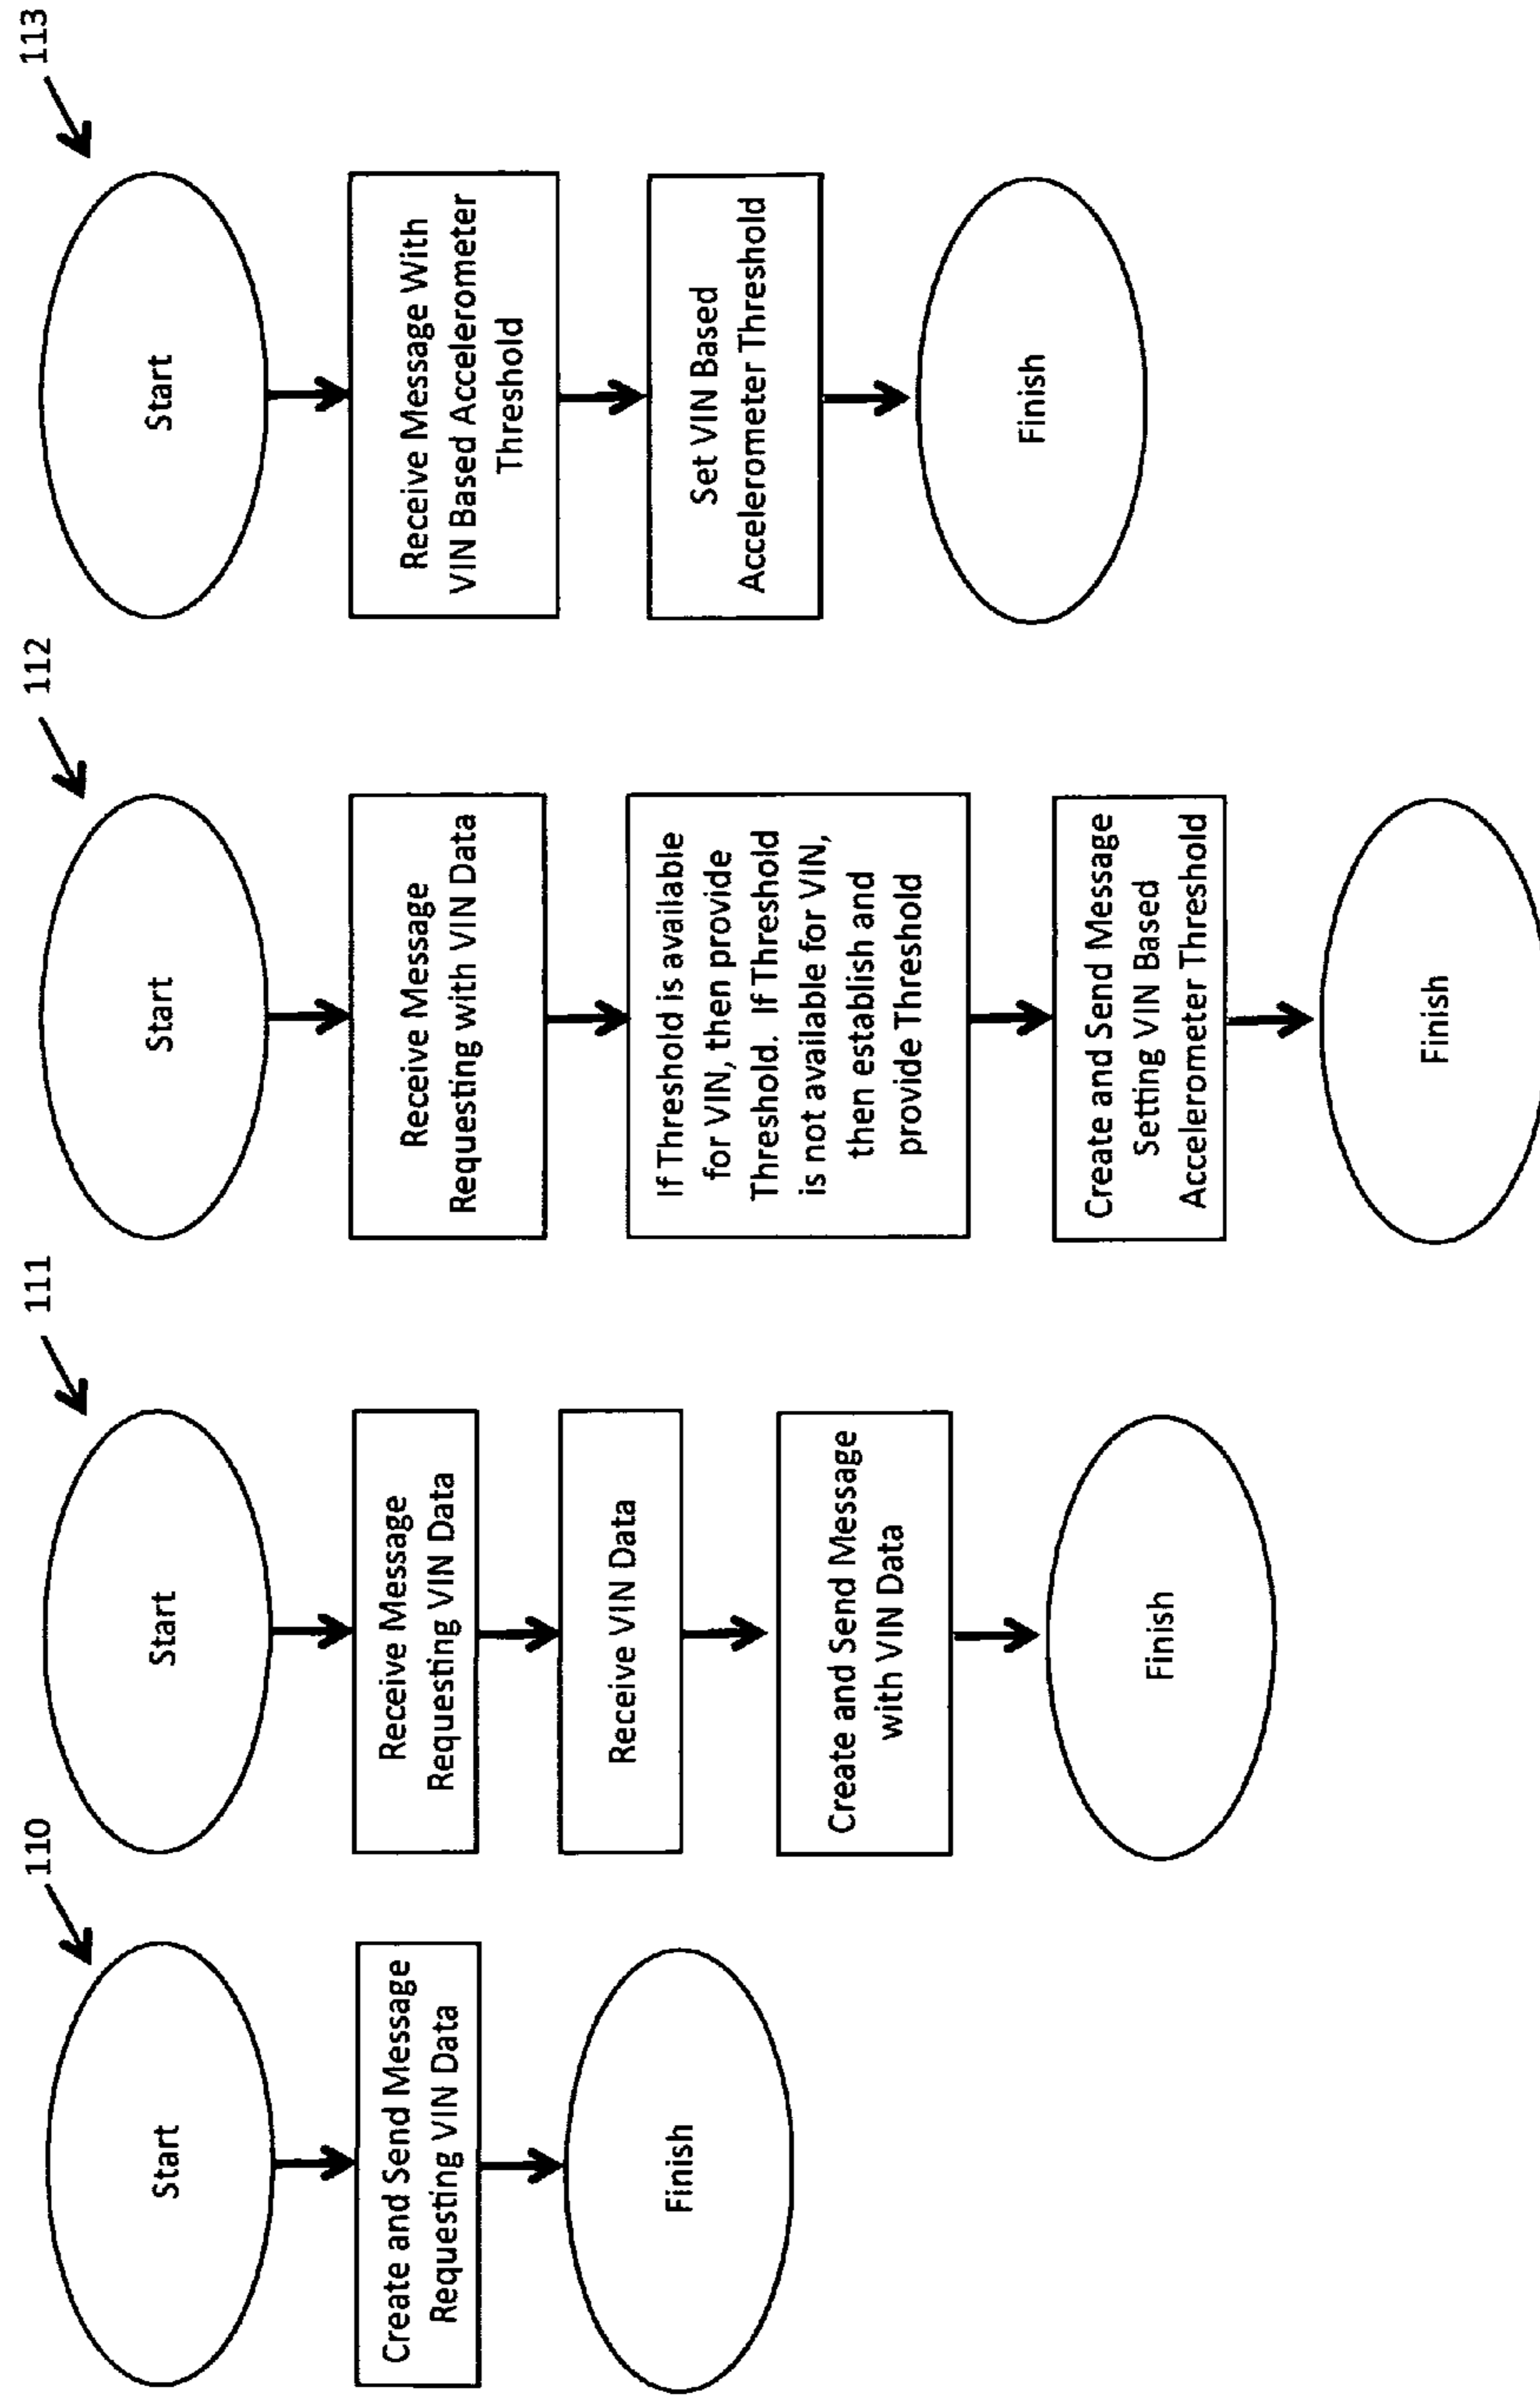 110
Start
Create and Send Message
Requesting VIN Data
Finish
111
Start
Receive Message
Requesting VIN Data
Receive VIN Data
Create and Send Message
with VIN Data
Finish
112
Start
Receive Message
Requesting with VIN Data
If Threshold is available
for VIN, then provide
Threshold. If Threshold
is not available for VIN,
then establish and
provide Threshold
Create and Send Message
Setting VIN Based
Accelerometer Threshold
Finish
113
Start
Receive Message With
VIN Based Accelerometer
Threshold
Set VIN Based
Accelerometer Threshold
Finish